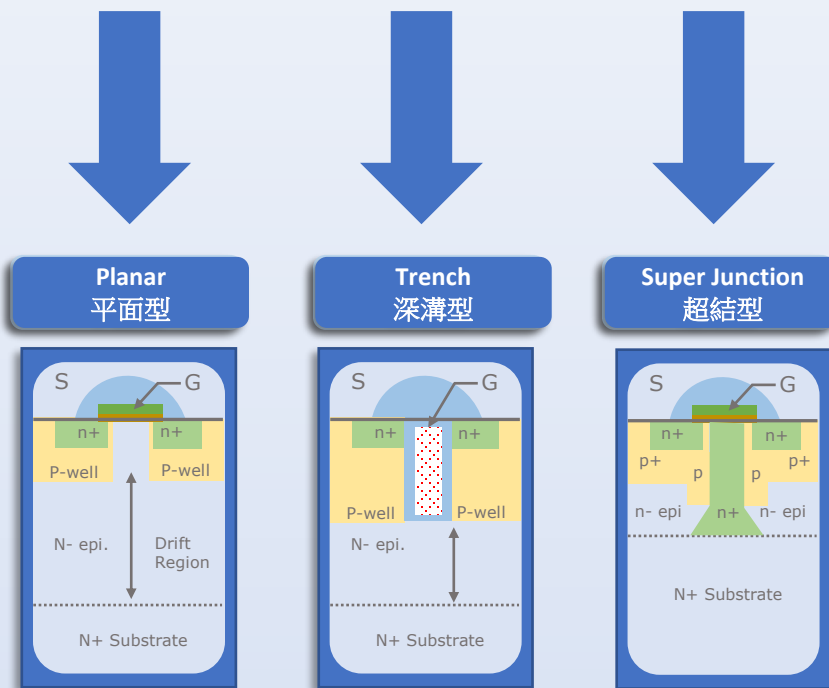 Planar
平面型
S
G
n+
n+
P-well
P-well
N- epi.
Drift
Region
N+ Substrate
Trench
深溝型
S
G
n+
n+
P-well
P-well
N- epi.
N+ Substrate
Super Junction
超結型
S
G
n+
n+
p+
p
p
p+
n- epi
n+
n- epi
N+ Substrate